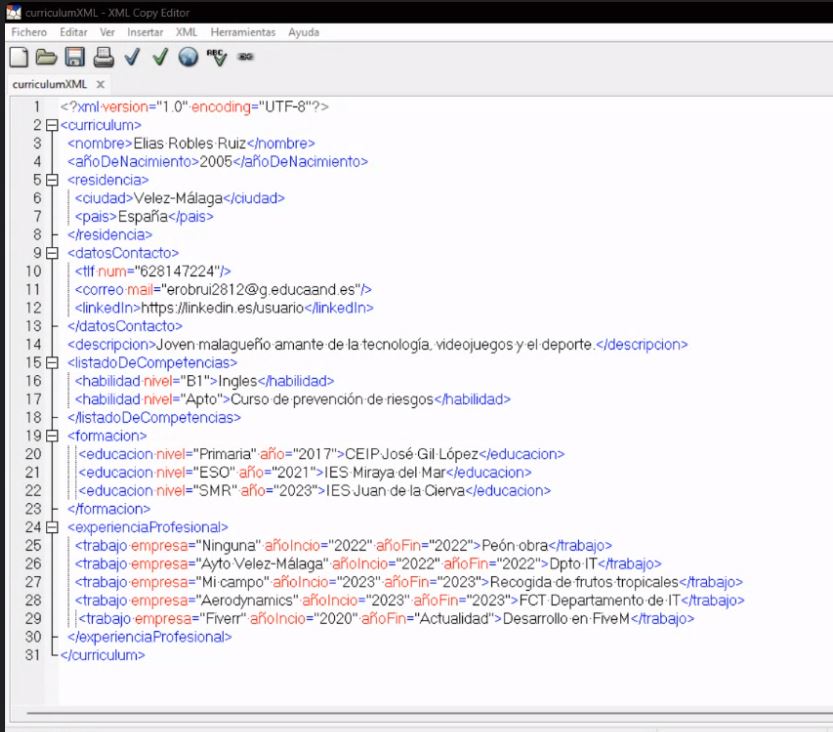 curriculumXML - XML Copy Editor
Fichero Editar Ver Insertar XML Herramientas Ayuda
ABC
curriculumXML X
1 <?xml version="1.0" encoding="UTF-8"?>
2 <curriculum>
3 <nombre>Elias Robles Ruiz</nombre>
4 <añoDeNacimiento>2005</añoDeNacimiento>
5 <residencia>
6 <ciudad>Velez-Málaga</ciudad>
7 <pais>España</pais>
8 </residencia>
9 <datosContacto>
10 <tlf num="628147224"/>
11 <correo mail="erobrui2812@g.educaand.es"/>
12 <linkedIn>https://linkedin.es/usuario</linkedIn>
13 </datosContacto>
14 <descripcion>Joven malagueño amante de la tecnología, videojuegos y el deporte.</descripcion>
15 <listadoDeCompetencias>
16 <habilidad nivel="B1">Ingles</habilidad>
17 <habilidad nivel="Apto">Curso de prevención de riesgos</habilidad>
18 </listadoDeCompetencias>
19 <formacion>
20 <educacion nivel="Primaria" año="2017">CEIP José Gil López</educacion>
21 <educacion nivel="ESO" año="2021">IES Miraya del Mar</educacion>
22 <educacion nivel="SMR" año="2023">IES Juan de la Cierva</educacion>
23 </formacion>
24 <experienciaProfesional>
25 <trabajo empresa="Ninguna" añoIncio="2022" añoFin="2022">Peón obra</trabajo>
26 <trabajo empresa="Ayto Velez-Málaga" añoIncio="2022" añoFin="2022">Dpto IT</trabajo>
27 <trabajo empresa="Mi campo" añoIncio="2023" añoFin="2023">Recogida de frutos tropicales</trabajo>
28 <trabajo empresa="Aerodynamics" añoIncio="2023" añoFin="2023">FCT Departamento de IT</trabajo>
29 <trabajo empresa="Fiverr" añoIncio="2020" añoFin="Actualidad">Desarrollo en FiveM</trabajo>
30 </experienciaProfesional>
31 </curriculum>